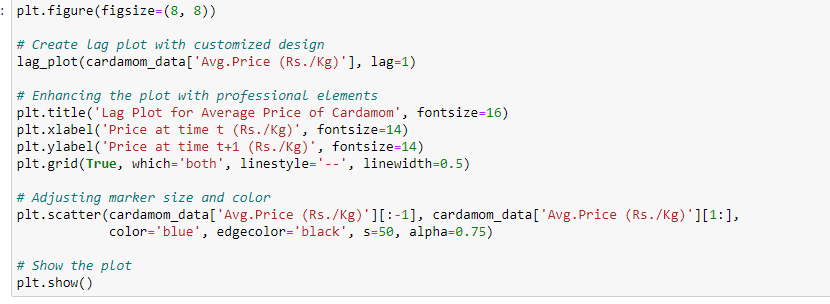 :
plt.figure(figsize=(8, 8))
# Create lag plot with customized design
lag_plot(cardamom_data['Avg.Price (Rs./Kg)'], lag=1)
# Enhancing the plot with professional elements
plt.title('Lag Plot for Average Price of Cardamom', fontsize=16)
plt.xlabel('Price at time t (Rs./Kg)', fontsize=14)
plt.ylabel('Price at time t+1 (Rs./Kg)', fontsize=14)
plt.grid(True, which='both', linestyle='--', linewidth=0.5)
# Adjusting marker size and color
plt.scatter(cardamom_data['Avg.Price (Rs./Kg)'][:-1], cardamom_data['Avg.Price (Rs./Kg)'][1:],
            color='blue', edgecolor='black', s=50, alpha=0.75)
# Show the plot
plt.show()